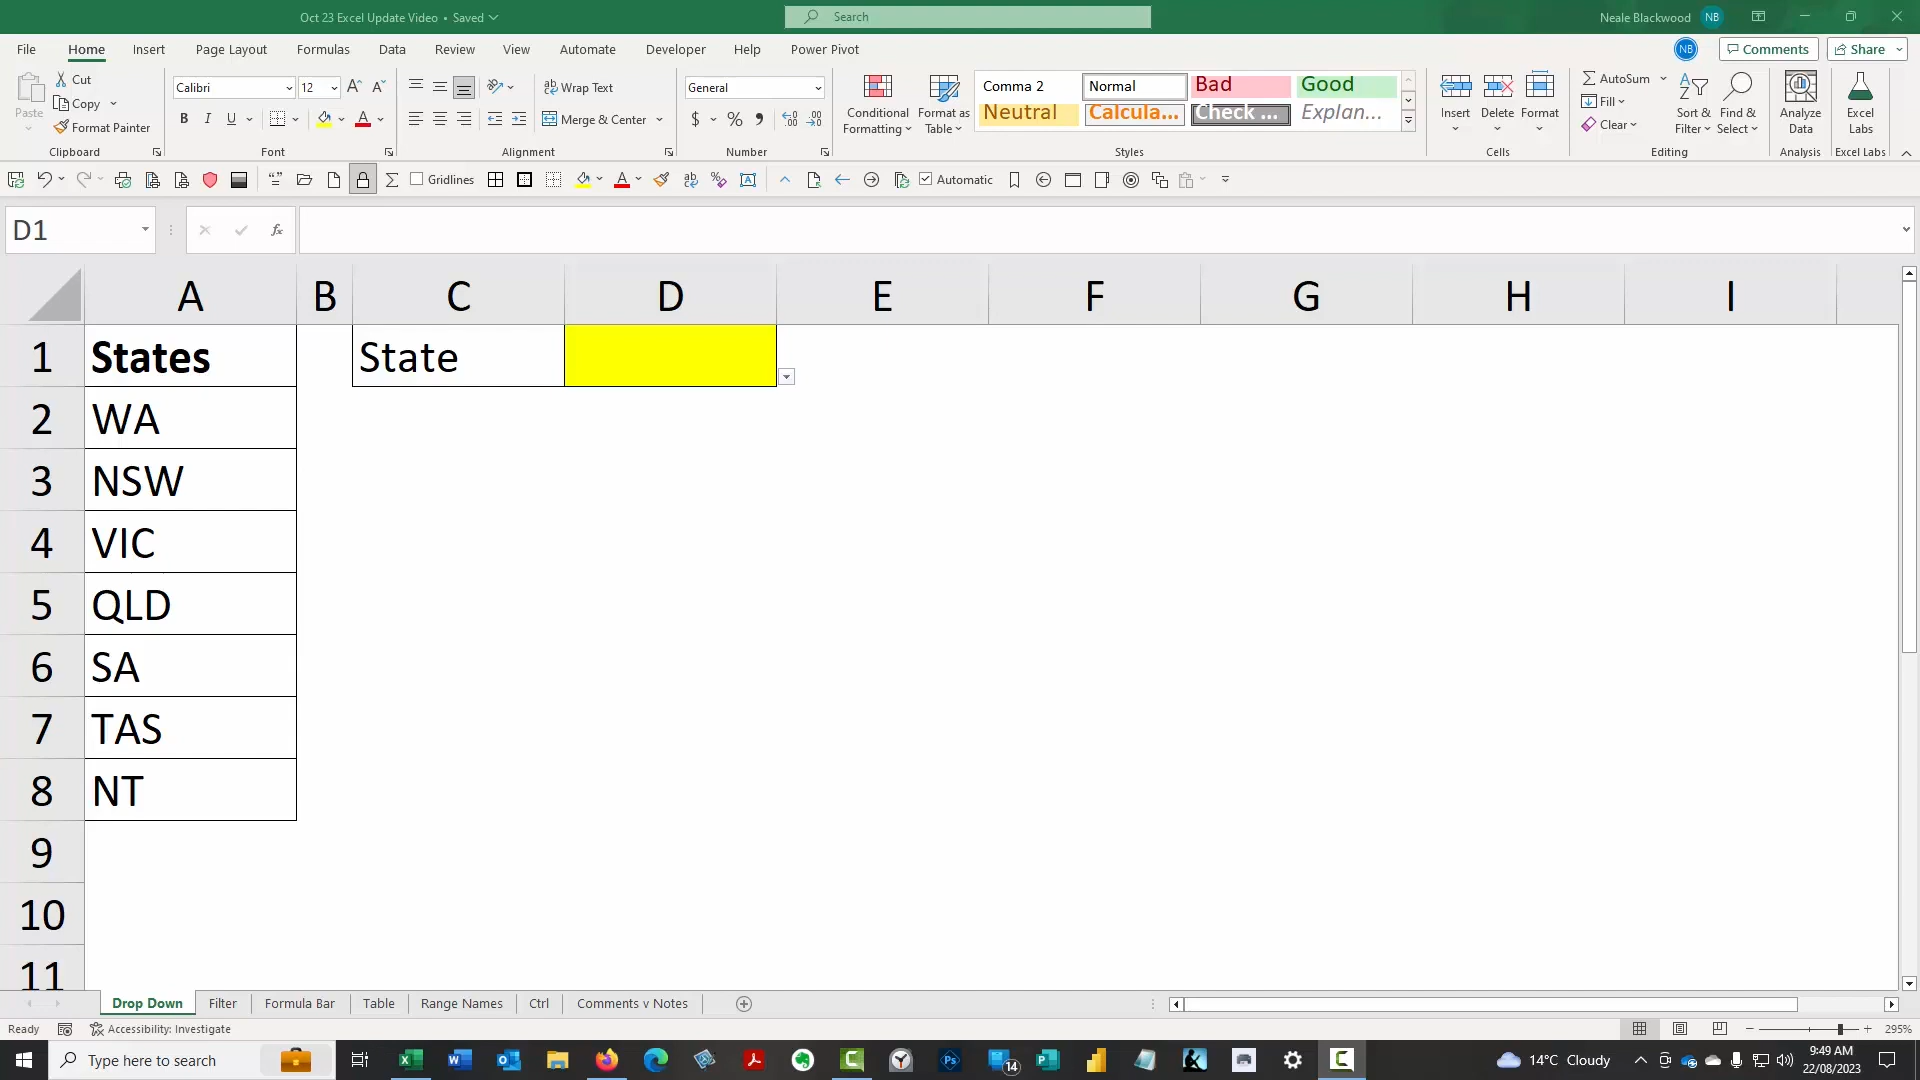 Oct 23 Excel Update Video • Saved
Search
Neale Blackwood NB
File Home Insert Page Layout Formulas Data Review View Automate Developer Help Power Pivot
NB Comments Share
Paste
Cut
Copy
Format Painter
Clipboard
Calibri 12
B I U
Font
Wrap Text
Merge & Center
Alignment
General
$ % 9
Number
Conditional Formatting
Format as Table
Comma 2 Normal Bad Good
Neutral Calcula... Check ... Explan...
Styles
Insert Delete Format
Cells
AutoSum
Fill
Clear
Sort & Filter
Find & Select
Editing
Analyze Data
Analysis
Excel Labs
Excel Labs
Gridlines
Automatic
D1
fx
A B C D E F G H I
1 States State
2 WA
3 NSW
4 VIC
5 QLD
6 SA
7 TAS
8 NT
9
10
11
Drop Down Filter Formula Bar Table Range Names Ctrl Comments v Notes
Ready Accessibility: Investigate
295%
Type here to search
14
14°C Cloudy
9:49 AM
22/08/2023